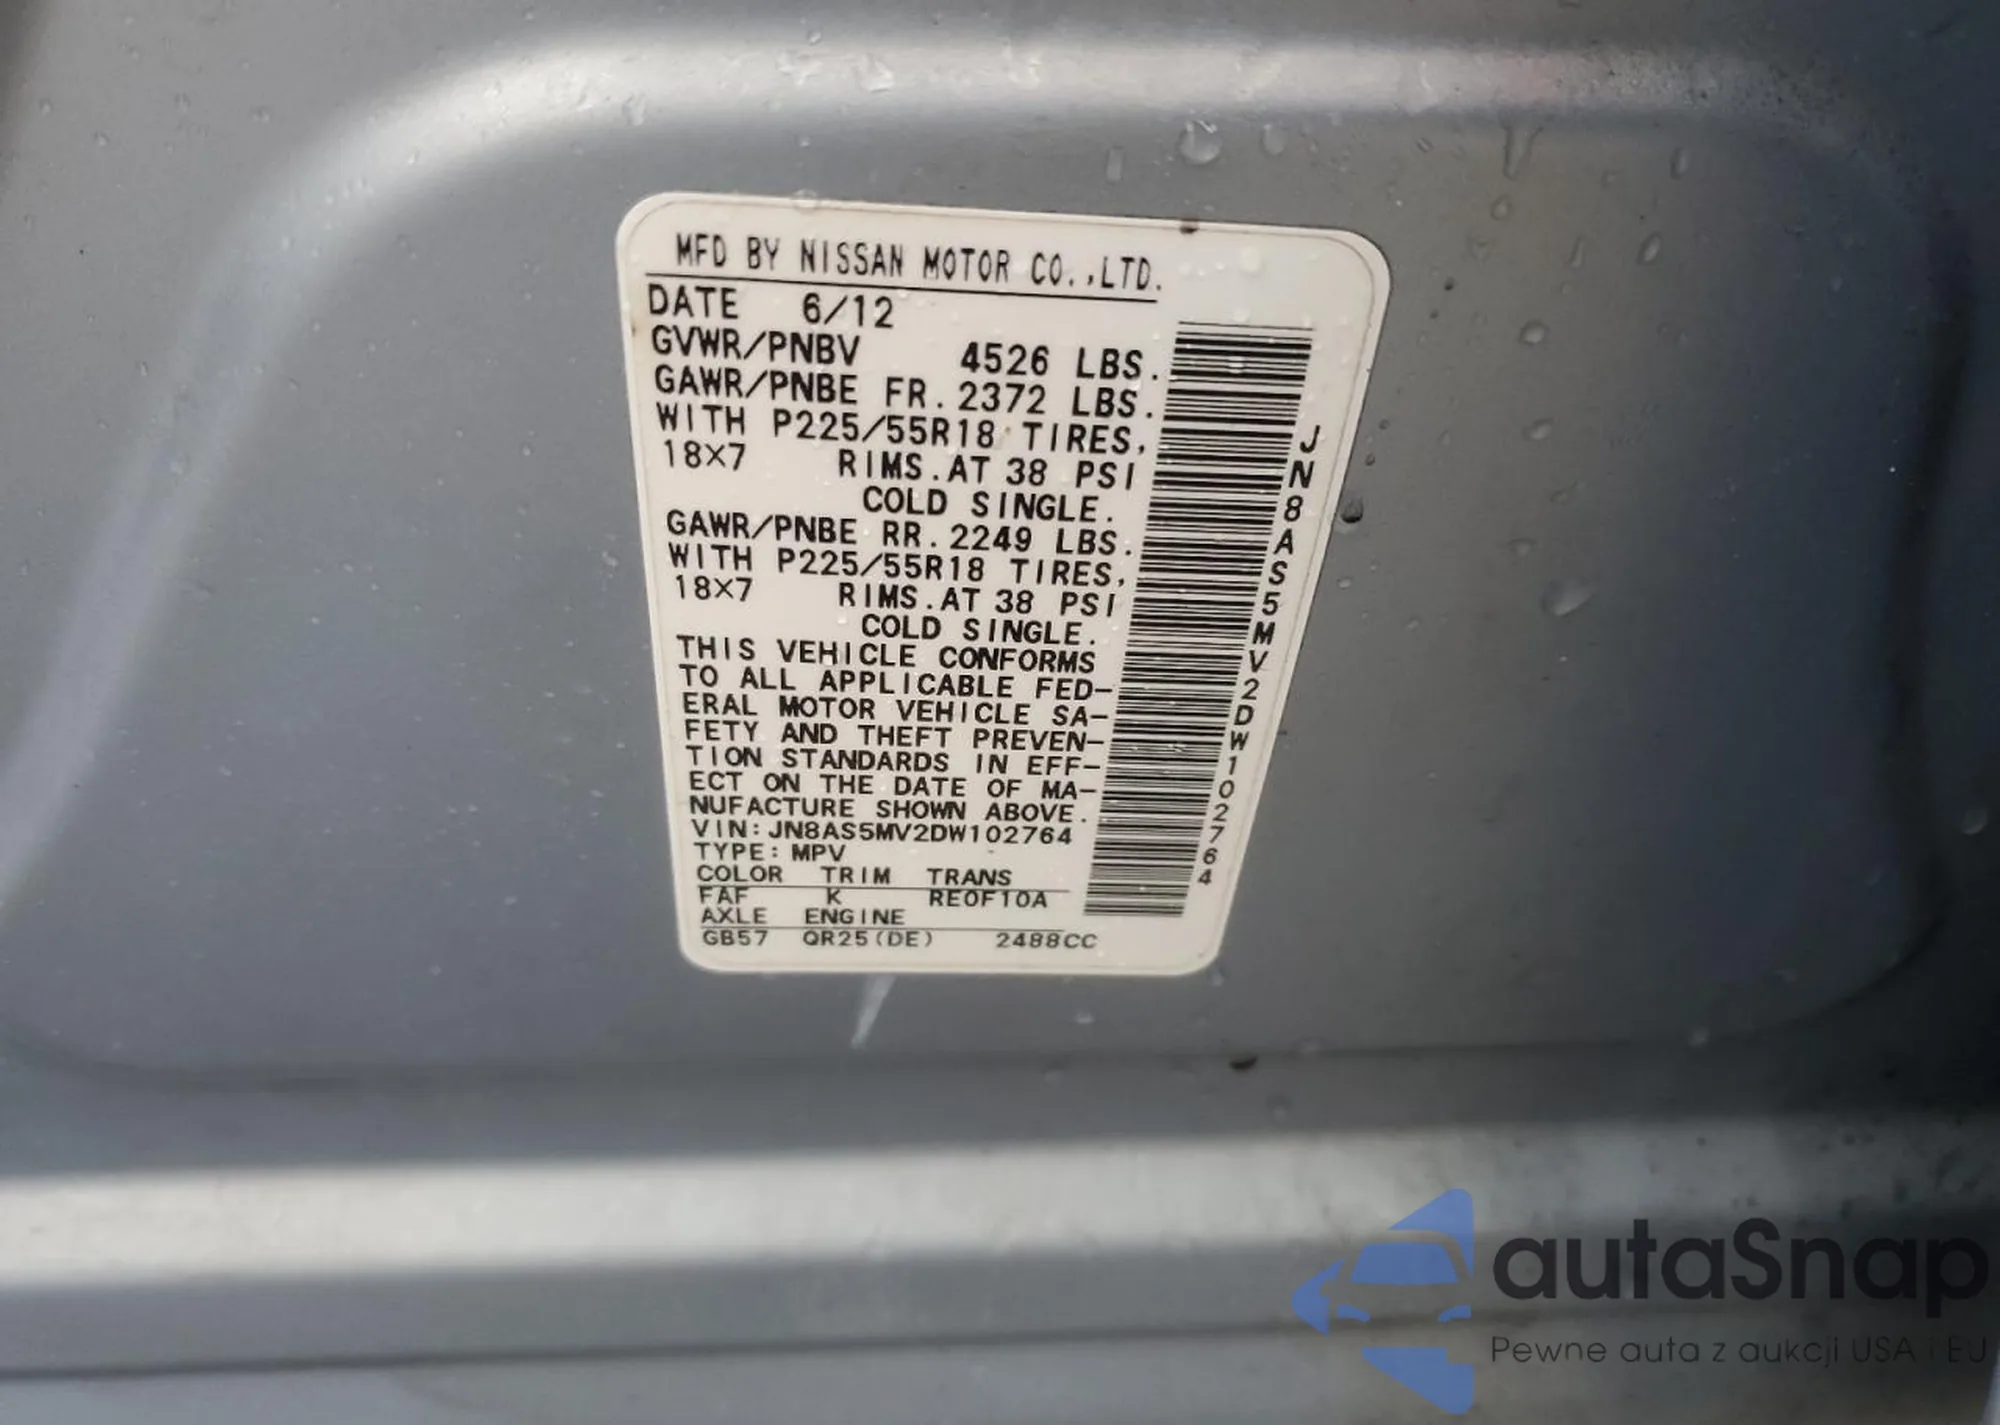 MFD BY NISSAN MOTOR CO.,LTD.
DATE 6/12
GVWR/PNBV 4526 LBS.
GAWR/PNBE FR. 2372 LBS.
WITH P225/55R18 TIRES,
18×7 RIMS.AT 38 PSI
COLD SINGLE.
GAWR/PNBE RR. 2249 LBS.
WITH P225/55R18 TIRES,
18×7 RIMS.AT 38 PSI
COLD SINGLE.
THIS VEHICLE CONFORMS
TO ALL APPLICABLE FED-
ERAL MOTOR VEHICLE SA-
FETY AND THEFT PREVEN-
TION STANDARDS IN EFF-
ECT ON THE DATE OF MA-
NUFACTURE SHOWN ABOVE.
VIN:JN8AS5MV2DW102764
TYPE:MPV
COLOR TRIM TRANS
FAF K RE0F10A
AXLE ENGINE
GB57 QR25(DE) 2488CC
JN8AS5MV2DW102764
autaSnap
Pewne auta z aukcji USA i EU